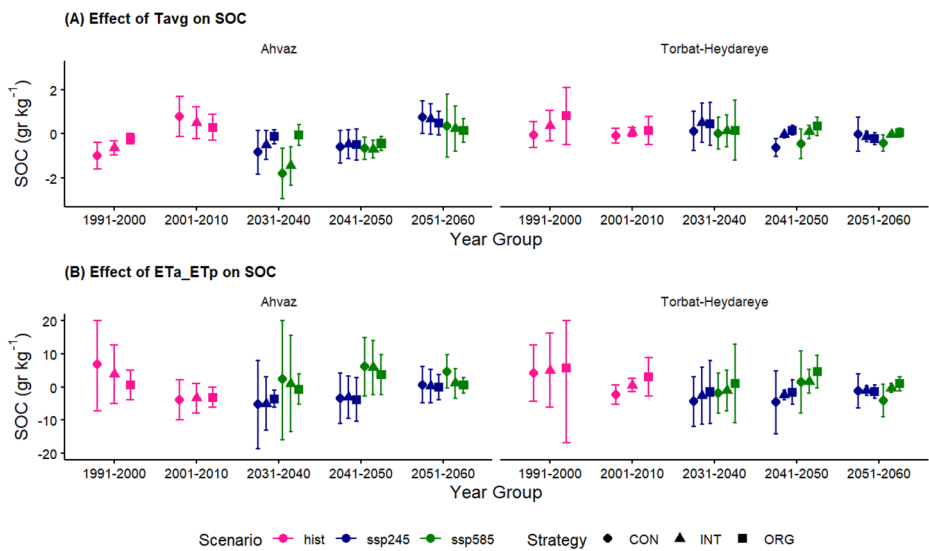 (A) Effect of Tavg on SOC
Ahvaz
Torbat-Heydareye
SOC (gr kg⁻¹)
2
0
-2
1991-2000 2001-2010 2031-2040 2041-2050 2051-2060
1991-2000 2001-2010 2031-2040 2041-2050 2051-2060
Year Group
(B) Effect of ETa_ETp on SOC
Ahvaz
Torbat-Heydareye
SOC (gr kg⁻¹)
20
10
0
-10
-20
1991-2000 2001-2010 2031-2040 2041-2050 2051-2060
1991-2000 2001-2010 2031-2040 2041-2050 2051-2060
Year Group
Scenario hist ssp245 ssp585 Strategy CON INT ORG